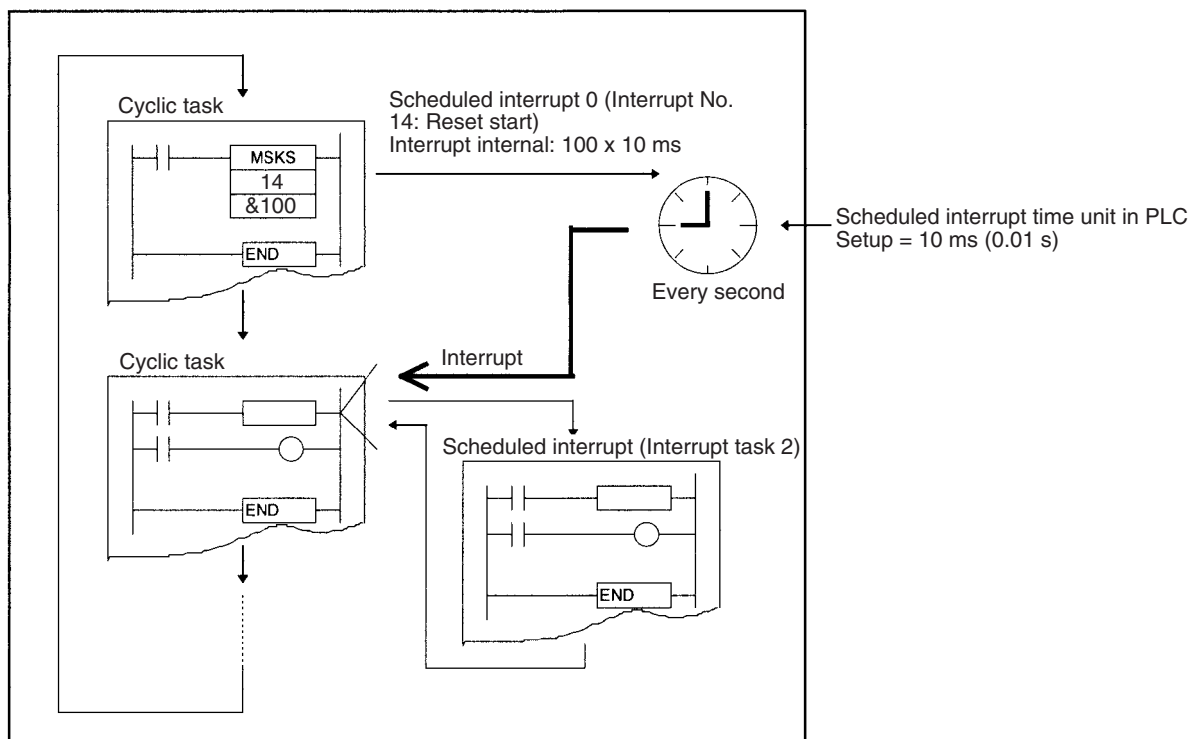 Cyclic task
Scheduled interrupt 0 (Interrupt No.
14: Reset start)
Interrupt internal: 100 x 10 ms
MSKS
14
&100
END
Scheduled interrupt time unit in PLC
Setup = 10 ms (0.01 s)
Every second
Cyclic task
Interrupt
END
Scheduled interrupt (Interrupt task 2)
END